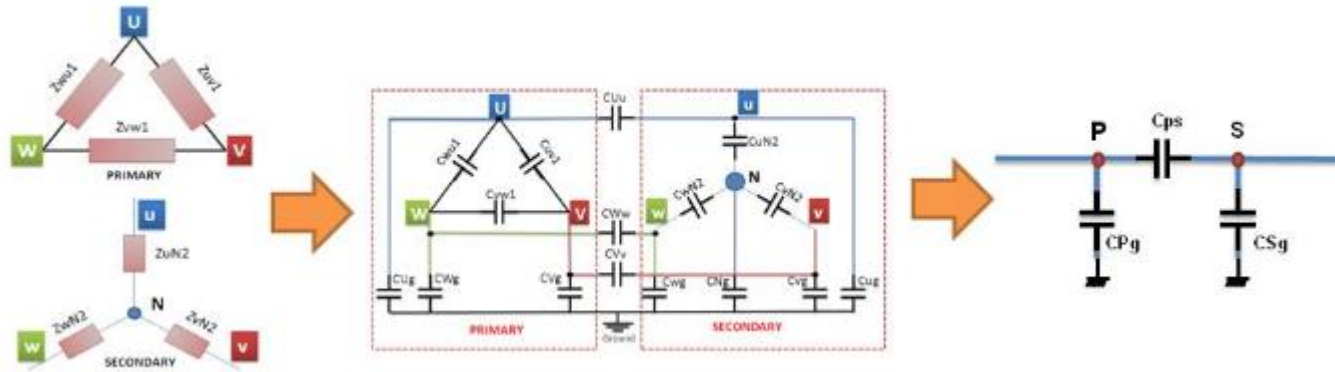 U
Zwu1
Zuv1
Zvw1
W
V
PRIMARY
u
ZuN2
N
ZwN2
ZvN2
w
v
SECONDARY
U
CUu
u
Cwu1
Cuv1
CuN2
N
Cvw1
CwN2
CvN2
W
V
CWw
w
v
CVv
CUg
CWg
CVg
Cwg
CNg
Cvg
Cug
PRIMARY
Ground
SECONDARY
P
Cps
S
CPg
CSg